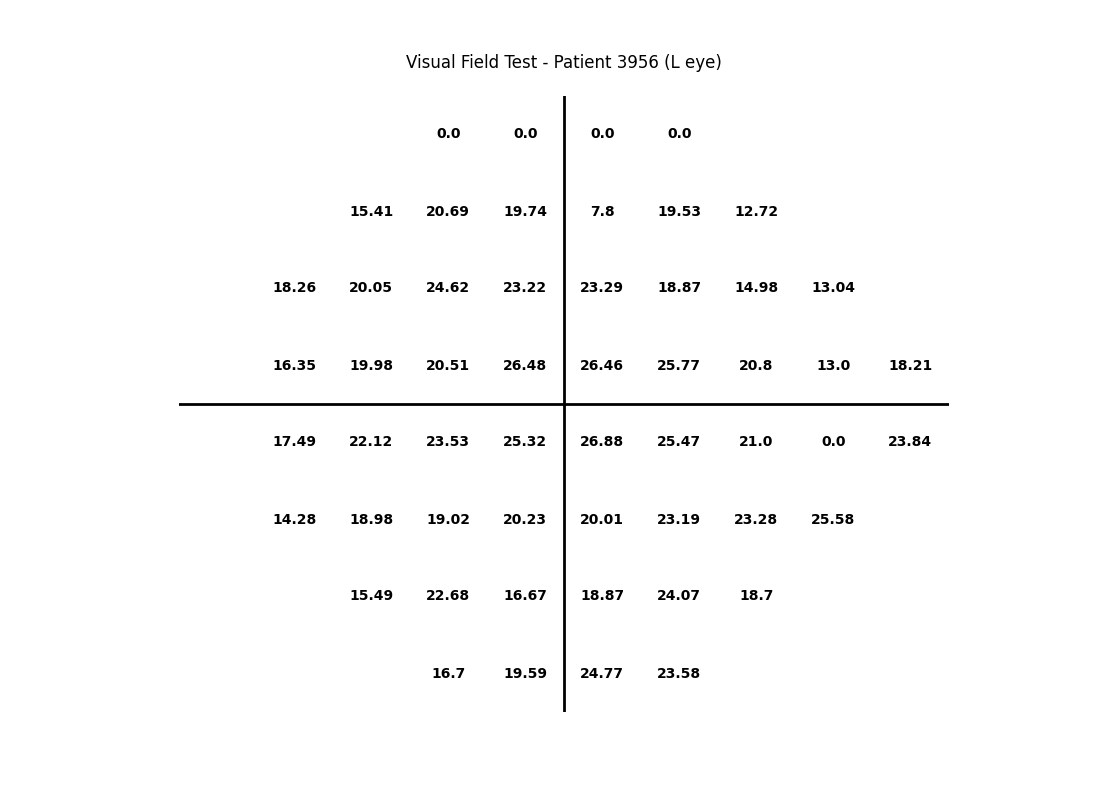 Visual Field Test - Patient 3956 (L eye)
0.0 0.0 0.0 0.0
15.41 20.69 19.74 7.8 19.53 12.72
18.26 20.05 24.62 23.22 23.29 18.87 14.98 13.04
16.35 19.98 20.51 26.48 26.46 25.77 20.8 13.0 18.21
17.49 22.12 23.53 25.32 26.88 25.47 21.0 0.0 23.84
14.28 18.98 19.02 20.23 20.01 23.19 23.28 25.58
15.49 22.68 16.67 18.87 24.07 18.7
16.7 19.59 24.77 23.58